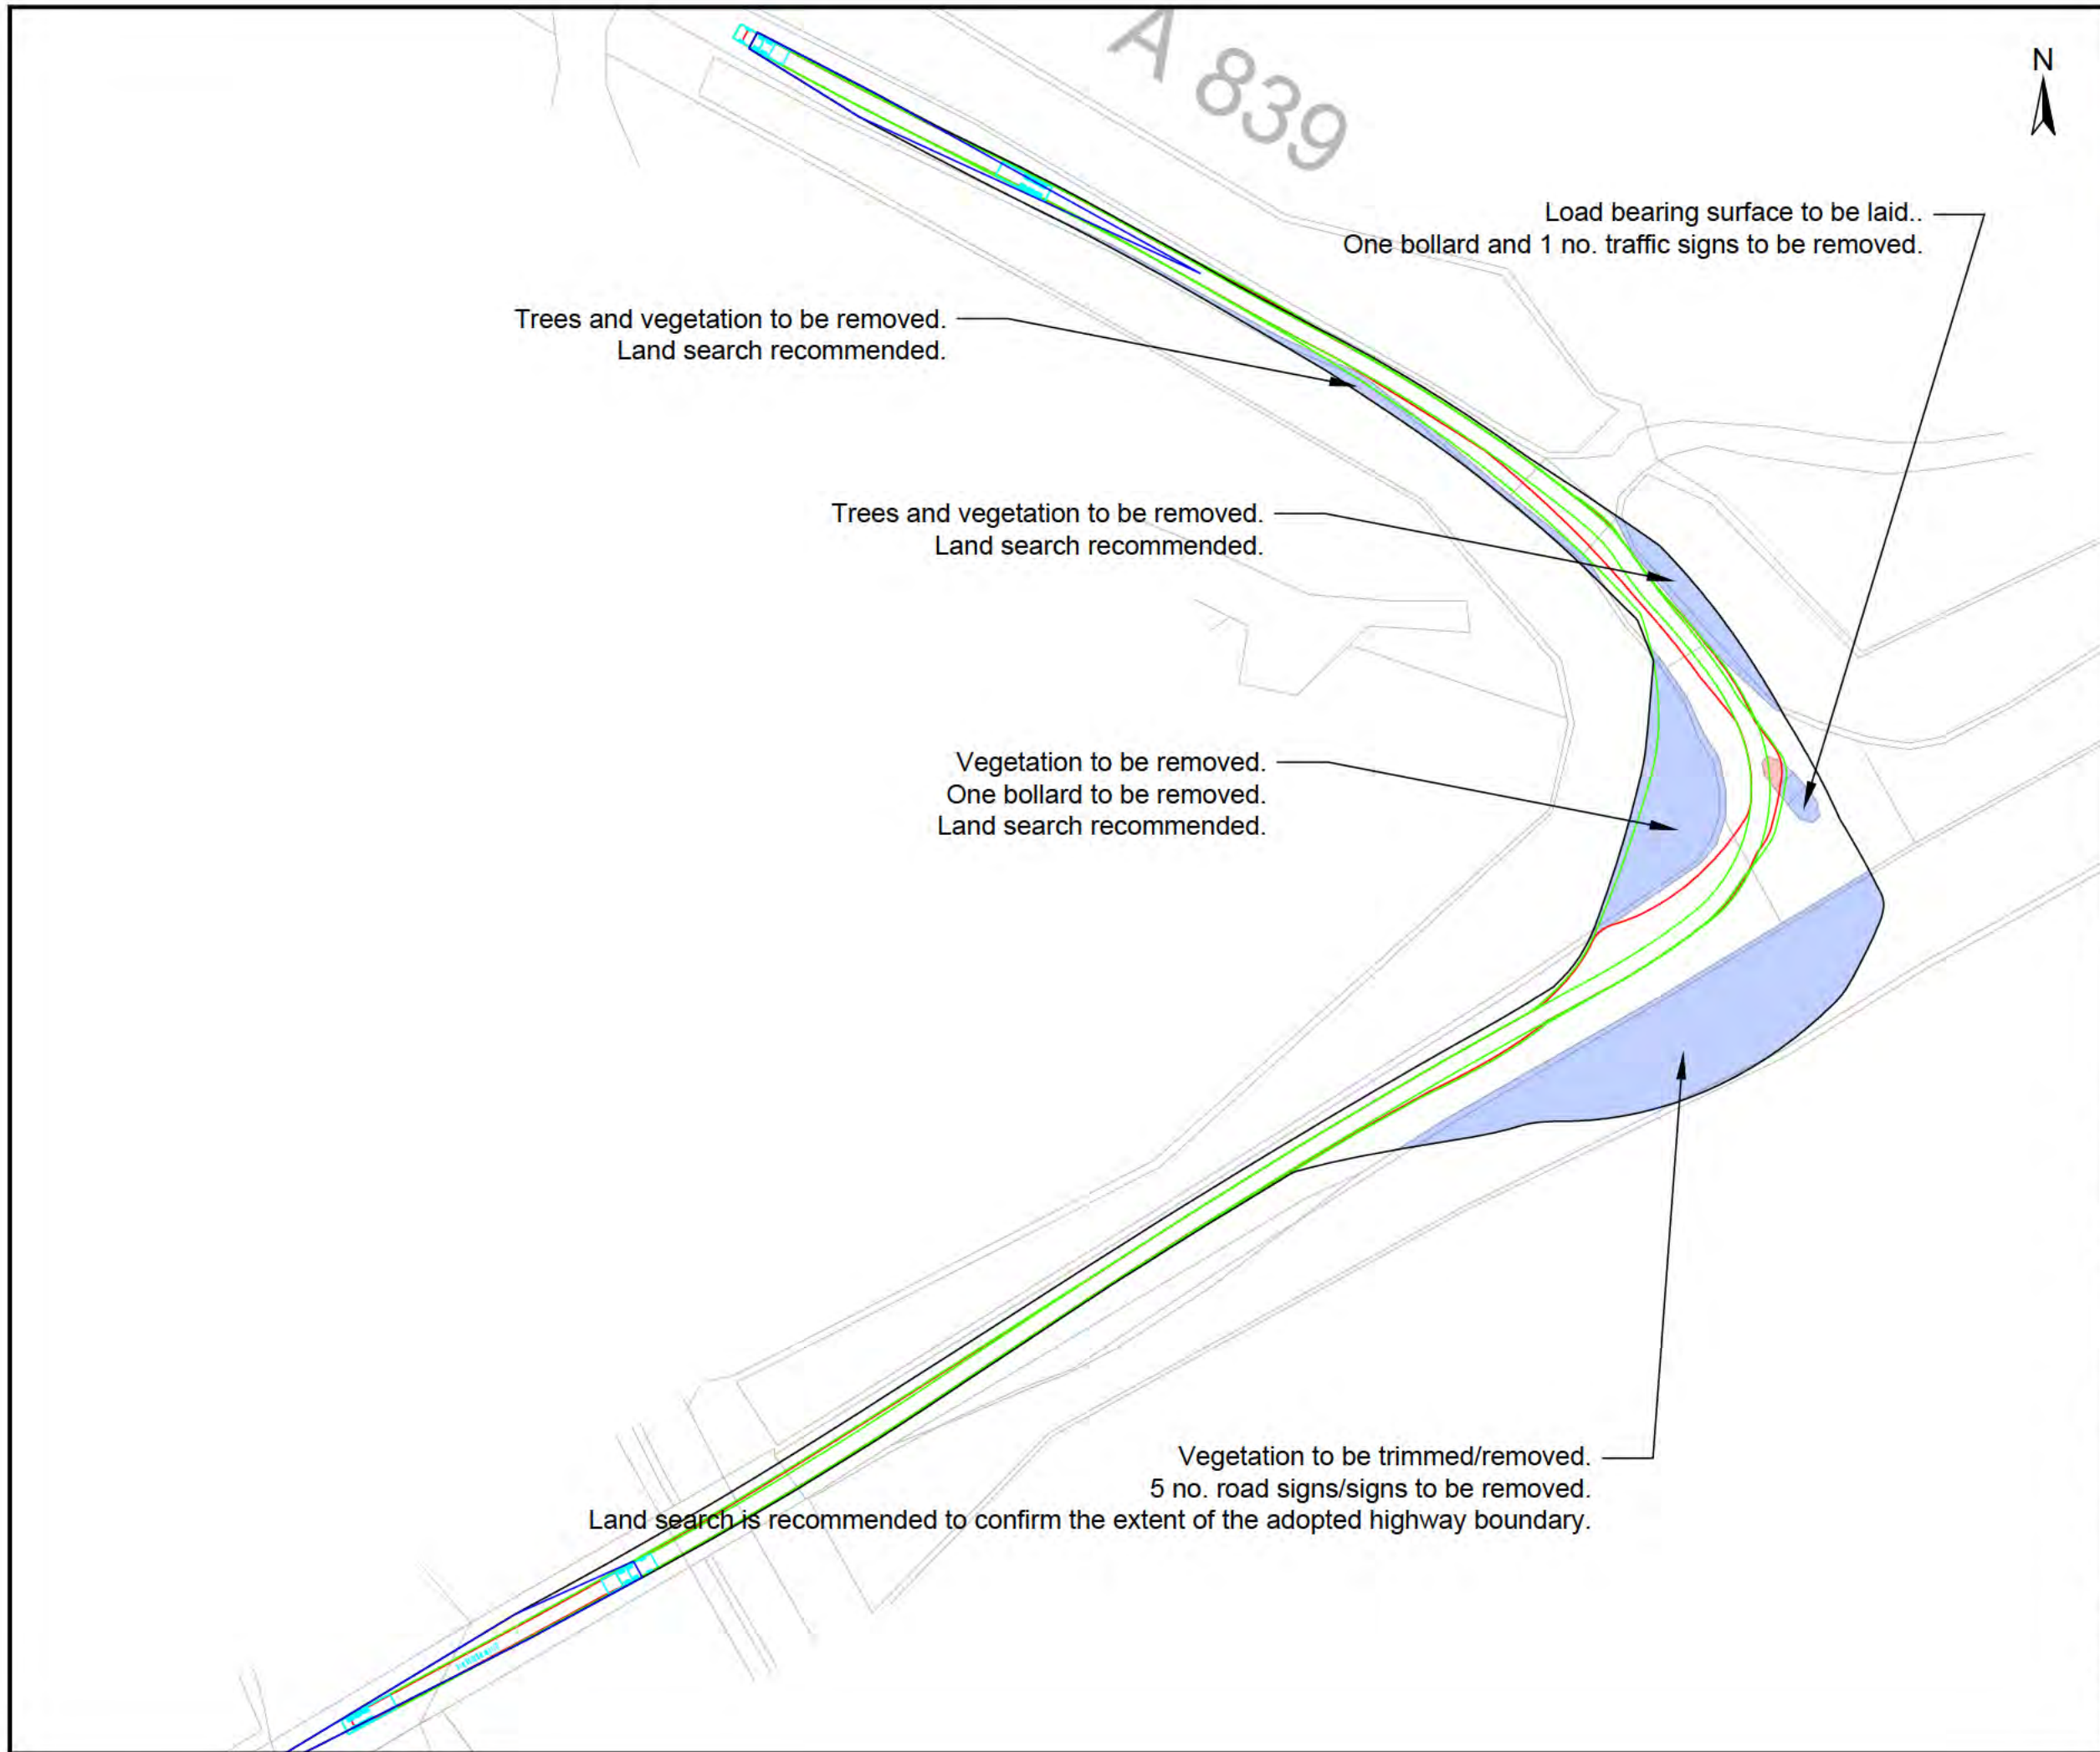 A 839
N
Load bearing surface to be laid..
One bollard and 1 no. traffic signs to be removed.
Trees and vegetation to be removed.
Land search recommended.
Trees and vegetation to be removed.
Land search recommended.
Vegetation to be removed.
One bollard to be removed.
Land search recommended.
Vegetation to be trimmed/removed.
5 no. road signs/signs to be removed.
Land search is recommended to confirm the extent of the adopted highway boundary.